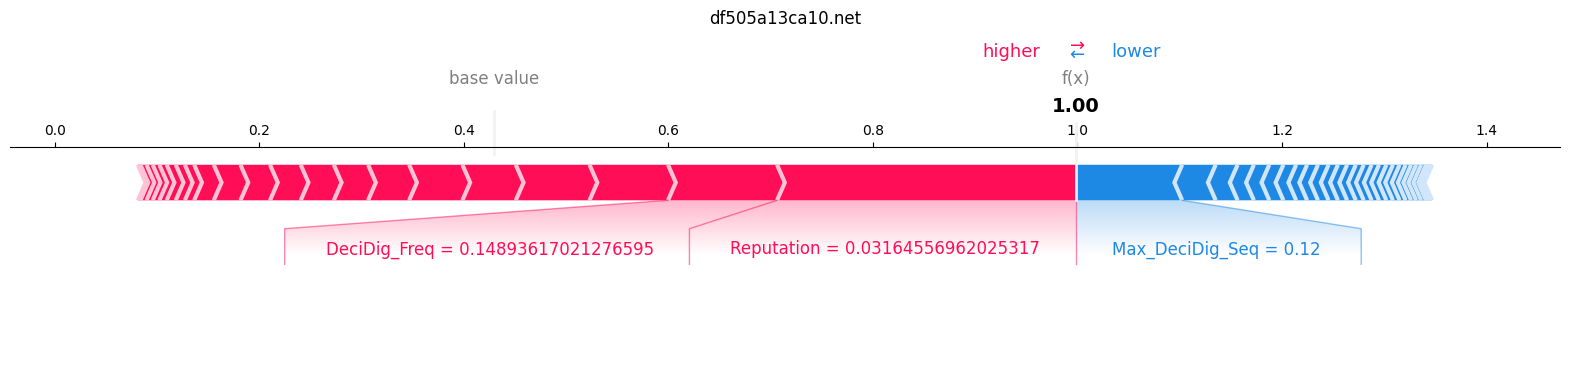 df505a13ca10.net
higher → ← lower
base value f(x)
1.00
0.0 0.2 0.4 0.6 0.8 1.0 1.2 1.4
DeciDig_Freq = 0.14893617021276595 Reputation = 0.03164556962025317 Max_DeciDig_Seq = 0.12